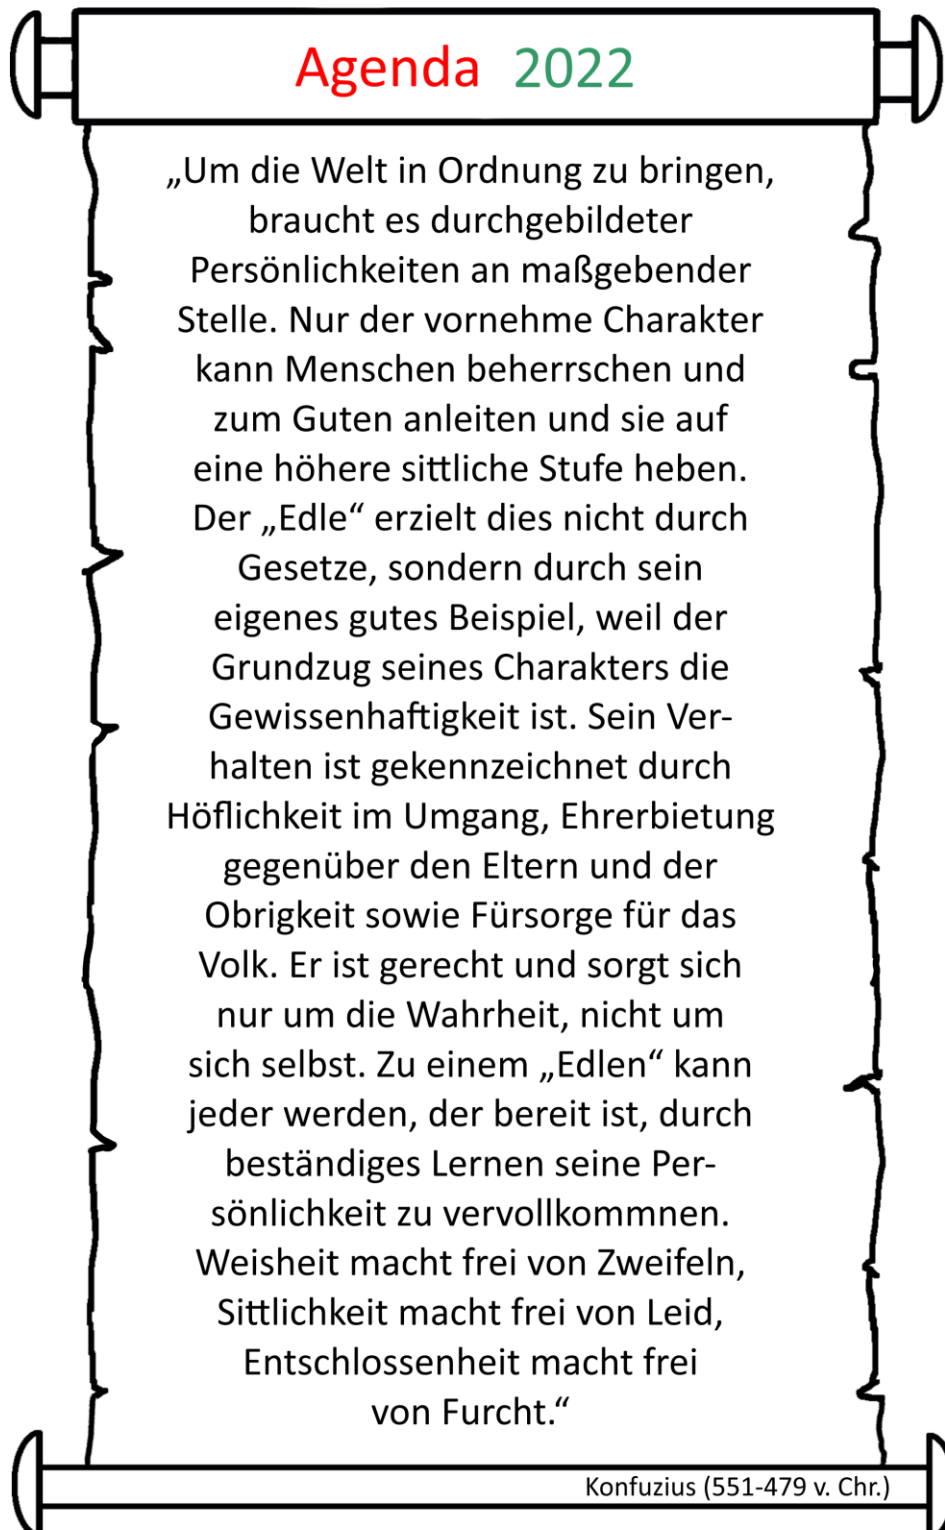 Agenda 2022
„Um die Welt in Ordnung zu bringen,
braucht es durchgebildeter
Persönlichkeiten an maßgebender
Stelle. Nur der vornehme Charakter
kann Menschen beherrschen und
zum Guten anleiten und sie auf
eine höhere sittliche Stufe heben.
Der „Edle“ erzielt dies nicht durch
Gesetze, sondern durch sein
eigenes gutes Beispiel, weil der
Grundzug seines Charakters die
Gewissenhaftigkeit ist. Sein Ver-
halten ist gekennzeichnet durch
Höflichkeit im Umgang, Ehrerbietung
gegenüber den Eltern und der
Obrigkeit sowie Fürsorge für das
Volk. Er ist gerecht und sorgt sich
nur um die Wahrheit, nicht um
sich selbst. Zu einem „Edlen“ kann
jeder werden, der bereit ist, durch
beständiges Lernen seine Per-
sönlichkeit zu vervollkommnen.
Weisheit macht frei von Zweifeln,
Sittlichkeit macht frei von Leid,
Entschlossenheit macht frei
von Furcht.“
Konfuzius (551-479 v. Chr.)